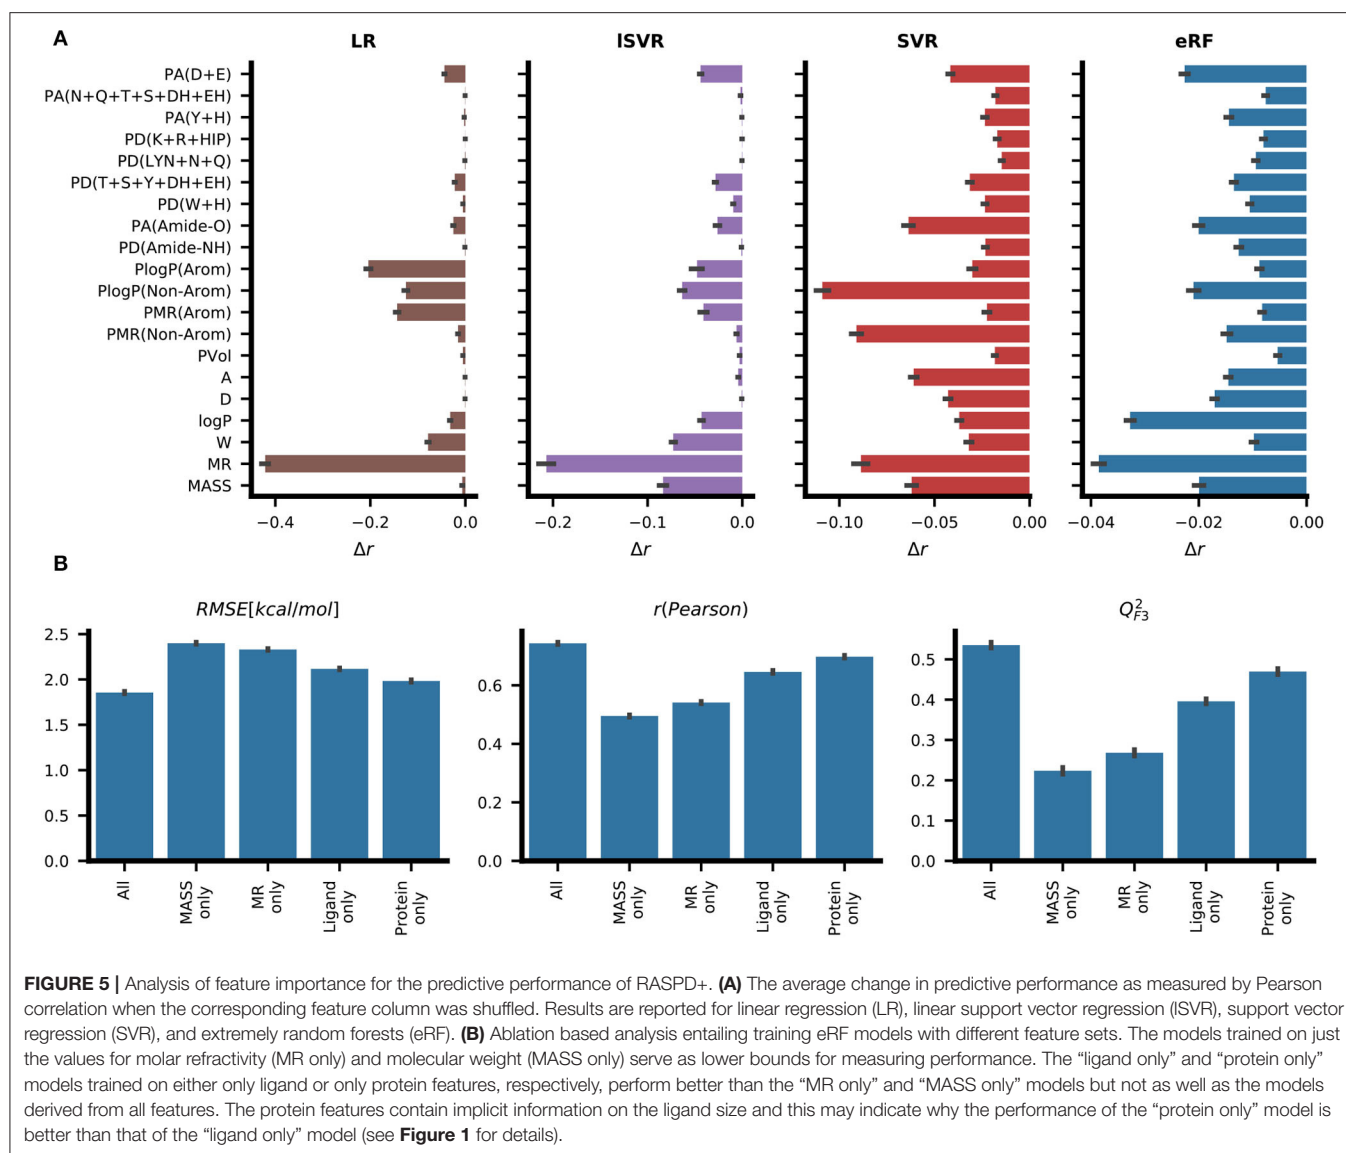 A
LR
lSVR
SVR
eRF
PA(D+E)
PA(N+Q+T+S+DH+EH)
PA(Y+H)
PD(K+R+HIP)
PD(LYN+N+Q)
PD(T+S+Y+DH+EH)
PD(W+H)
PA(Amide-O)
PD(Amide-NH)
PlogP(Arom)
PlogP(Non-Arom)
PMR(Arom)
PMR(Non-Arom)
PVol
A
D
logP
W
MR
MASS
−0.4 −0.2 0.0
−0.2 −0.1 0.0
−0.10 −0.05 0.00
−0.04 −0.02 0.00
Δr
Δr
Δr
Δr
B
RMSE[kcal/mol]
2.5
2.0
1.5
1.0
0.5
0.0
All
MASS only
MR only
Ligand only
Protein only
r(Pearson)
0.6
0.4
0.2
0.0
All
MASS only
MR only
Ligand only
Protein only
Q²F3
0.5
0.4
0.3
0.2
0.1
0.0
All
MASS only
MR only
Ligand only
Protein only
FIGURE 5 | Analysis of feature importance for the predictive performance of RASPD+. (A) The average change in predictive performance as measured by Pearson
correlation when the corresponding feature column was shuffled. Results are reported for linear regression (LR), linear support vector regression (lSVR), support vector
regression (SVR), and extremely random forests (eRF). (B) Ablation based analysis entailing training eRF models with different feature sets. The models trained on just
the values for molar refractivity (MR only) and molecular weight (MASS only) serve as lower bounds for measuring performance. The “ligand only” and “protein only”
models trained on either only ligand or only protein features, respectively, perform better than the “MR only” and “MASS only” models but not as well as the models
derived from all features. The protein features contain implicit information on the ligand size and this may indicate why the performance of the “protein only” model is
better than that of the “ligand only” model (see Figure 1 for details).